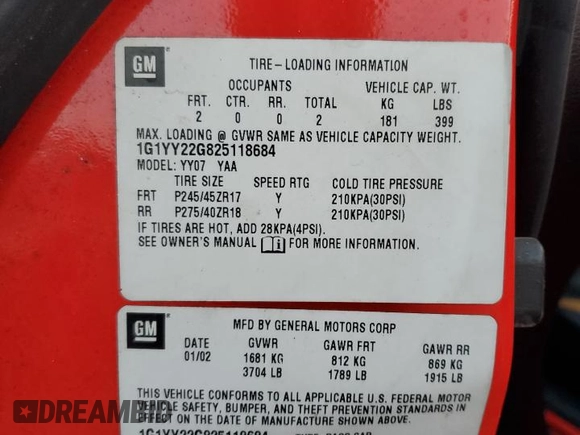 GM
TIRE-LOADING INFORMATION
OCCUPANTS VEHICLE CAP. WT.
FRT. CTR. RR. TOTAL KG LBS
2 0 0 2 181 399
MAX. LOADING @ GVWR SAME AS VEHICLE CAPACITY WEIGHT.
1G1YY22G825118684
MODEL: YY07 YAA
TIRE SIZE SPEED RTG COLD TIRE PRESSURE
FRT P245/45ZR17 Y 210KPA(30PSI)
RR P275/40ZR18 Y 210KPA(30PSI)
IF TIRES ARE HOT, ADD 28KPA(4PSI).
SEE OWNER'S MANUAL FOR MORE INFORMATION.
GM
MFD BY GENERAL MOTORS CORP
DATE GVWR GAWR FRT GAWR RR
01/02 1681 KG 812 KG 869 KG
3704 LB 1789 LB 1915 LB
THIS VEHICLE CONFORMS TO ALL APPLICABLE U.S. FEDERAL MOTOR
VEHICLE SAFETY, BUMPER, AND THEFT PREVENTION STANDARDS
IN EFFECT ON THE DATE OF MANUFACTURE SHOWN ABOVE.
1G1YY22G825118684